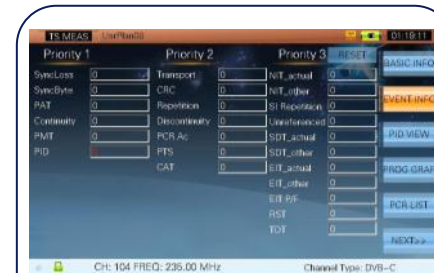 TS MEAS UsrPlan00 01:19:11
Priority 1 Priority 2 Priority 3 RESET BASIC INFO
SyncLoss 0 Transport 0 NIT_actual 0
SyncByte 0 CRC 0 NIT_other 0 EVENT INFO
PAT 0 Repetition 0 SI Repetition 0
Continuity 0 Discontinuity 0 Unreferenced 0
PMT 0 PCR Ac 0 SDT_actual 0 PID VIEW
PID 0 PTS 0 SDT_other 0
CAT 0 EIT_actual 0 PROG GRAF
EIT_other 0
EIT P/F 0 PCR LIST
RST 0
TDT 0 NEXT>>
CH: 104 FREQ: 235.00 MHz Channel Type: DVB-C